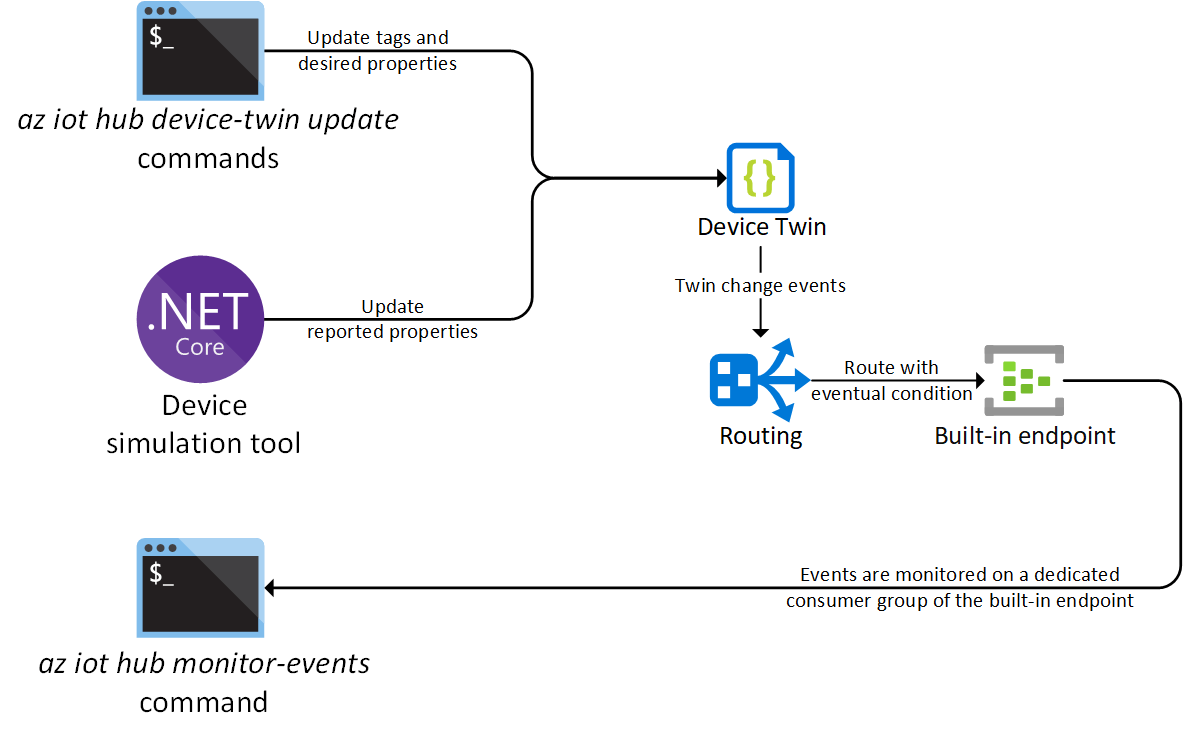 $_
Update tags and
desired properties
az iot hub device-twin update
commands
{}
Device Twin
.NET
Core
Update
reported properties
Twin change events
Device
simulation tool
Route with
eventual condition
Routing
Built-in endpoint
$_
Events are monitored on a dedicated
consumer group of the built-in endpoint
az iot hub monitor-events
command